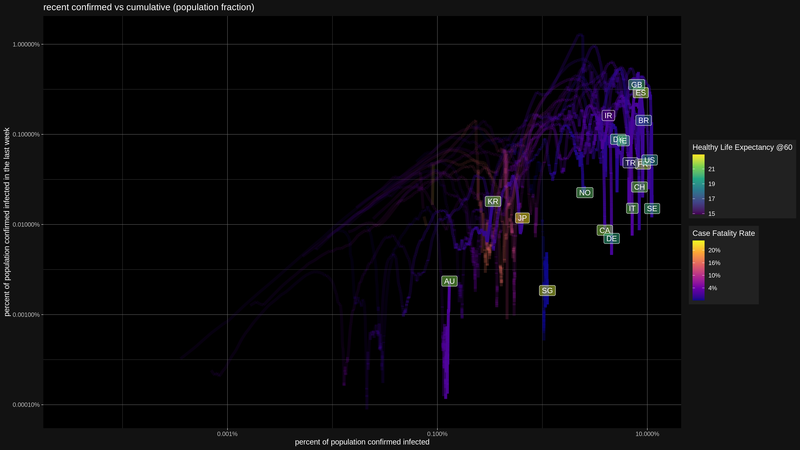 recent confirmed vs cumulative (population fraction)
percent of population confirmed infected in the last week
1.00000%
0.10000%
0.01000%
0.00100%
0.00010%
GB
ES
IR
BR
TR
US
KR
NO
CH
JP
IT
SE
CA
DE
AU
SG
0.001%
0.100%
10.000%
percent of population confirmed infected
Healthy Life Expectancy @60
21
19
17
15
Case Fatality Rate
20%
16%
10%
4%